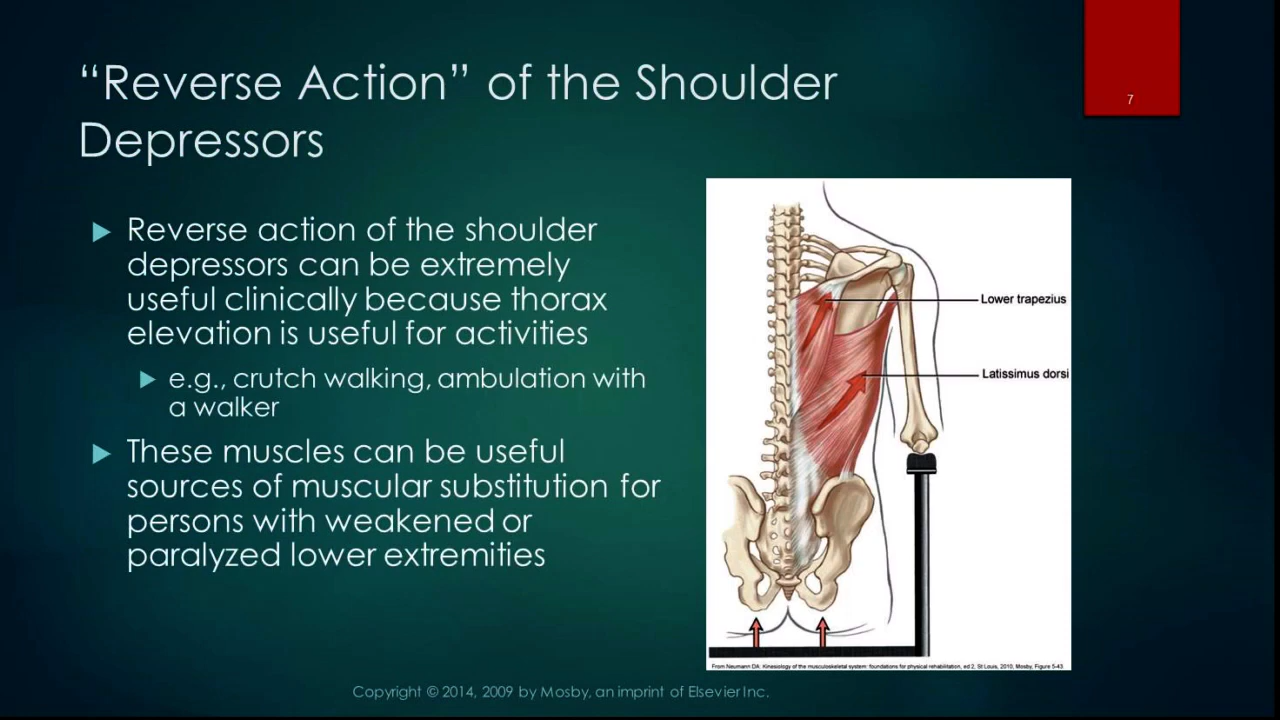 “Reverse Action” of the Shoulder
Depressors
7
Reverse action of the shoulder
depressors can be extremely
useful clinically because thorax
elevation is useful for activities
e.g., crutch walking, ambulation with
a walker
These muscles can be useful
sources of muscular substitution for
persons with weakened or
paralyzed lower extremities
Lower trapezius
Latissimus dorsi
From Neumann DA: Kinesiology of the musculoskeletal system: foundations for physical rehabilitation, ed 2, St Louis, 2010, Mosby, Figure 5-43.
Copyright © 2014, 2009 by Mosby, an imprint of Elsevier Inc.